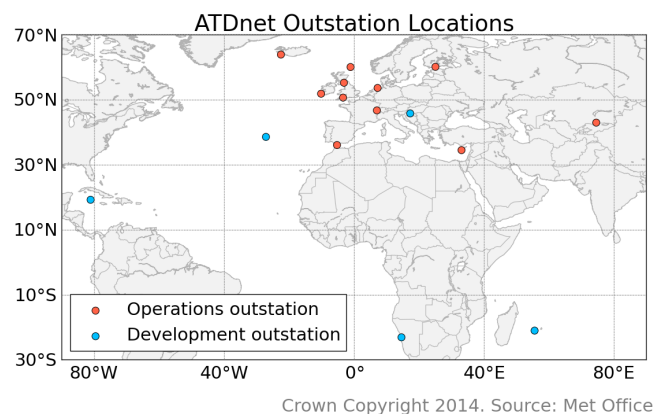 ATDnet Outstation Locations
70°N
50°N
30°N
10°N
10°S
30°S
Operations outstation
Development outstation
80°W
40°W
0°
40°E
80°E
Crown Copyright 2014. Source: Met Office